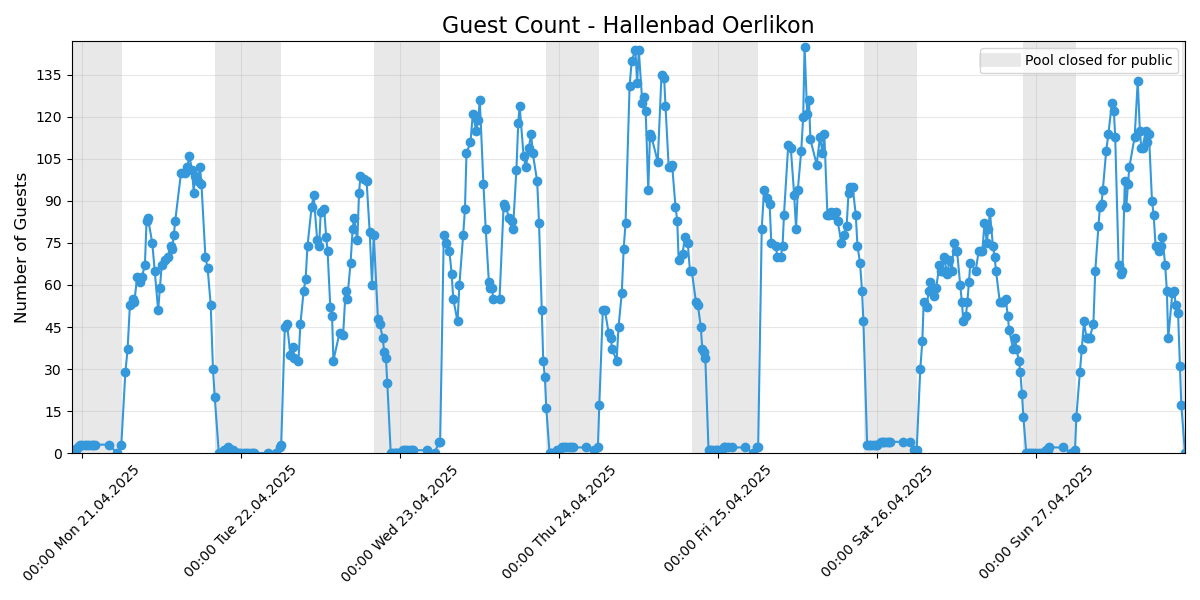 Guest Count - Hallenbad Oerlikon
Pool closed for public
Number of Guests
135
120
105
90
75
60
45
30
15
0
00:00 Mon 21.04.2025
00:00 Tue 22.04.2025
00:00 Wed 23.04.2025
00:00 Thu 24.04.2025
00:00 Fri 25.04.2025
00:00 Sat 26.04.2025
00:00 Sun 27.04.2025